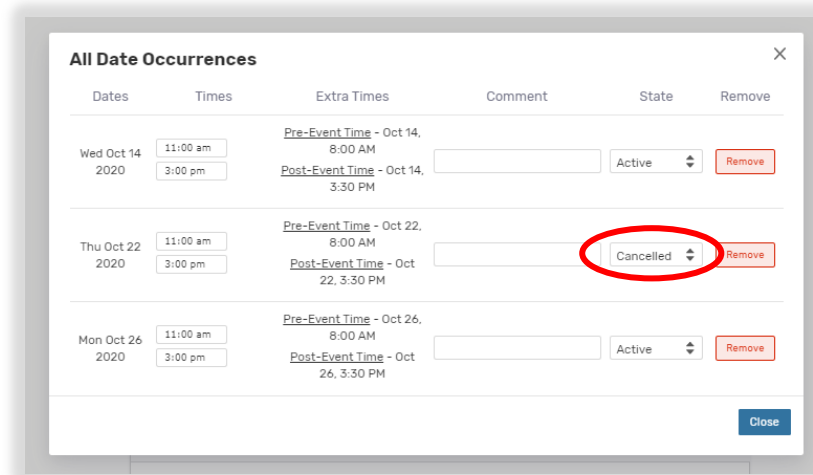 All Date Occurrences
Dates Times Extra Times Comment State Remove
Wed Oct 14
2020
11:00 am
3:00 pm
Pre-Event Time - Oct 14,
8:00 AM
Post-Event Time - Oct 14,
3:30 PM
Active
Remove
Thu Oct 22
2020
11:00 am
3:00 pm
Pre-Event Time - Oct 22,
8:00 AM
Post-Event Time - Oct
22, 3:30 PM
Cancelled
Remove
Mon Oct 26
2020
11:00 am
3:00 pm
Pre-Event Time - Oct 26,
8:00 AM
Post-Event Time - Oct
26, 3:30 PM
Active
Remove
Close